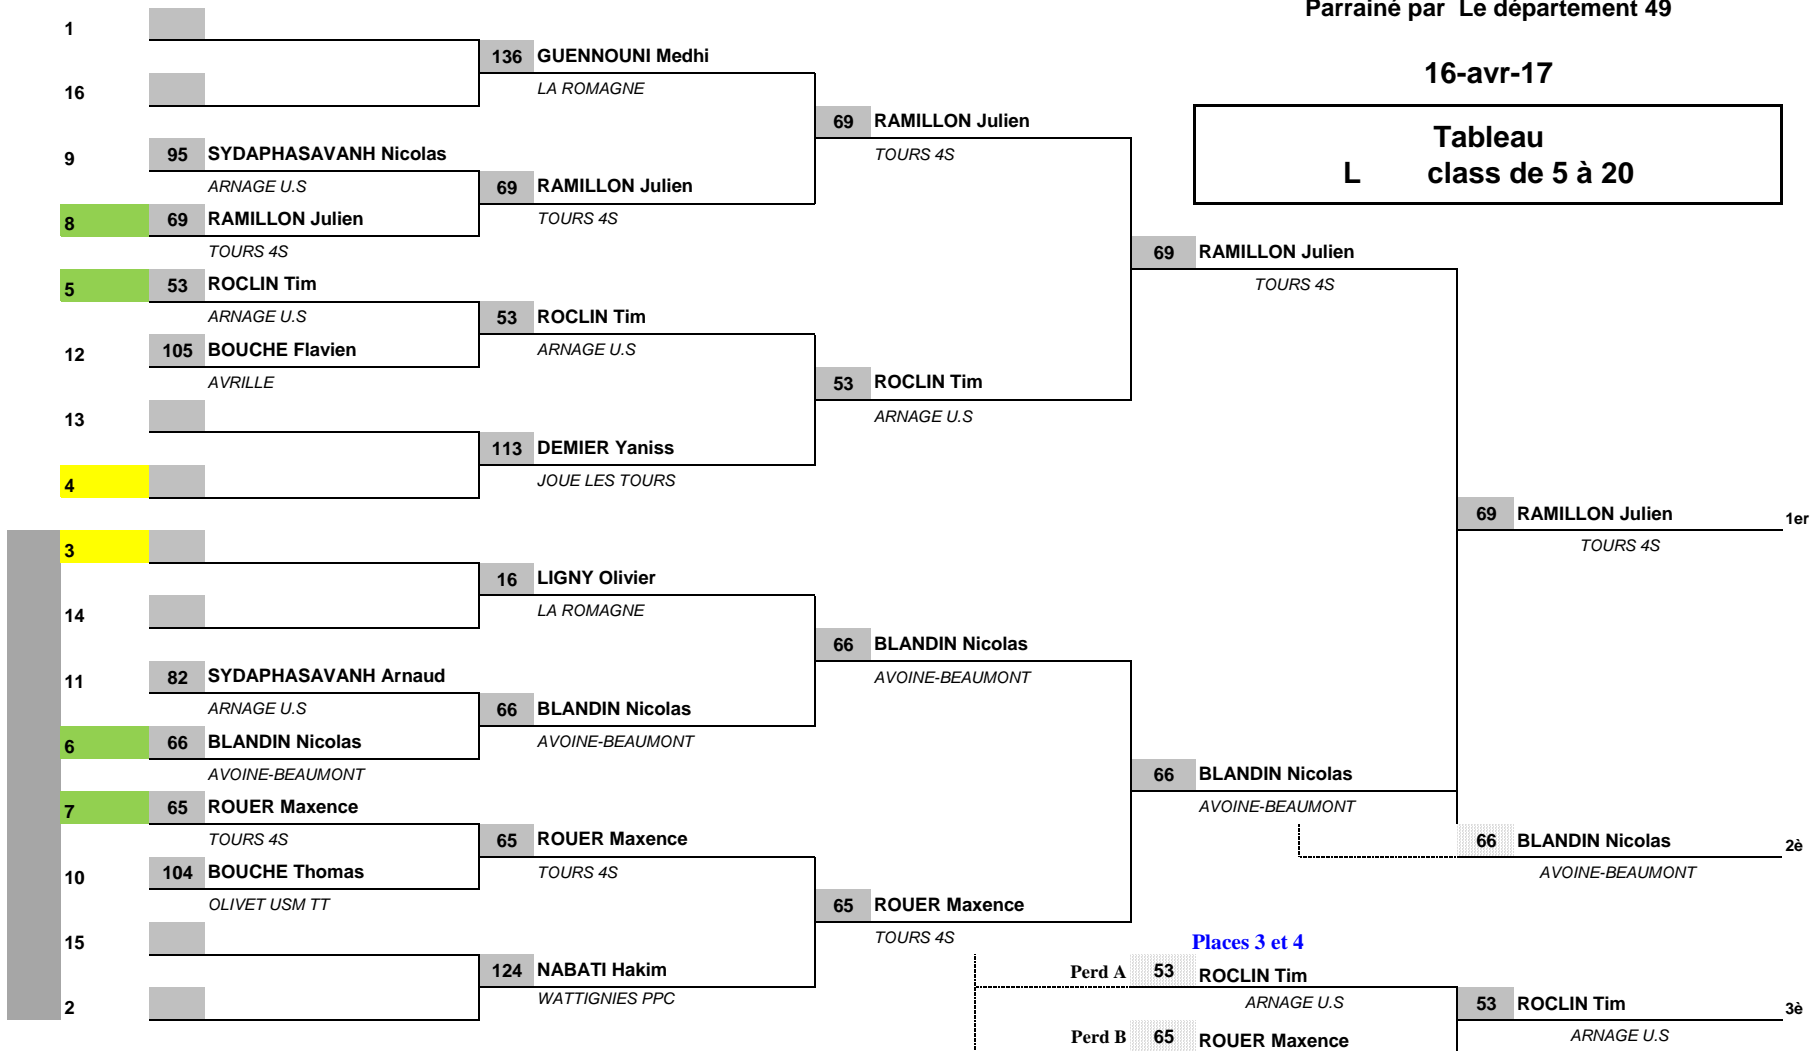 Parrainé par Le département 49
1
136 GUENNOUNI Medhi
16-avr-17
LA ROMAGNE
16
69 RAMILLON Julien
Tableau
9 95 SYDAPHASAVANH Nicolas
TOURS 4S
L class de 5 à 20
ARNAGE U.S
69 RAMILLON Julien
8 69 RAMILLON Julien
TOURS 4S
TOURS 4S
69 RAMILLON Julien
5 53 ROCLIN Tim
TOURS 4S
ARNAGE U.S
53 ROCLIN Tim
12 105 BOUCHE Flavien
ARNAGE U.S
AVRILLE
53 ROCLIN Tim
13
ARNAGE U.S
113 DEMIER Yaniss
4
JOUE LES TOURS
69 RAMILLON Julien 1er
3
TOURS 4S
16 LIGNY Olivier
14
LA ROMAGNE
66 BLANDIN Nicolas
11 82 SYDAPHASAVANH Arnaud
AVOINE-BEAUMONT
ARNAGE U.S
66 BLANDIN Nicolas
6 66 BLANDIN Nicolas
AVOINE-BEAUMONT
AVOINE-BEAUMONT
66 BLANDIN Nicolas
7 65 ROUER Maxence
AVOINE-BEAUMONT
TOURS 4S
65 ROUER Maxence
66 BLANDIN Nicolas 2è
10 104 BOUCHE Thomas
TOURS 4S
AVOINE-BEAUMONT
OLIVET USM TT
65 ROUER Maxence
15
TOURS 4S
Places 3 et 4
124 NABATI Hakim
Perd A 53 ROCLIN Tim
WATTIGNIES PPC
ARNAGE U.S
2
53 ROCLIN Tim 3è
Perd B 65 ROUER Maxence
ARNAGE U.S